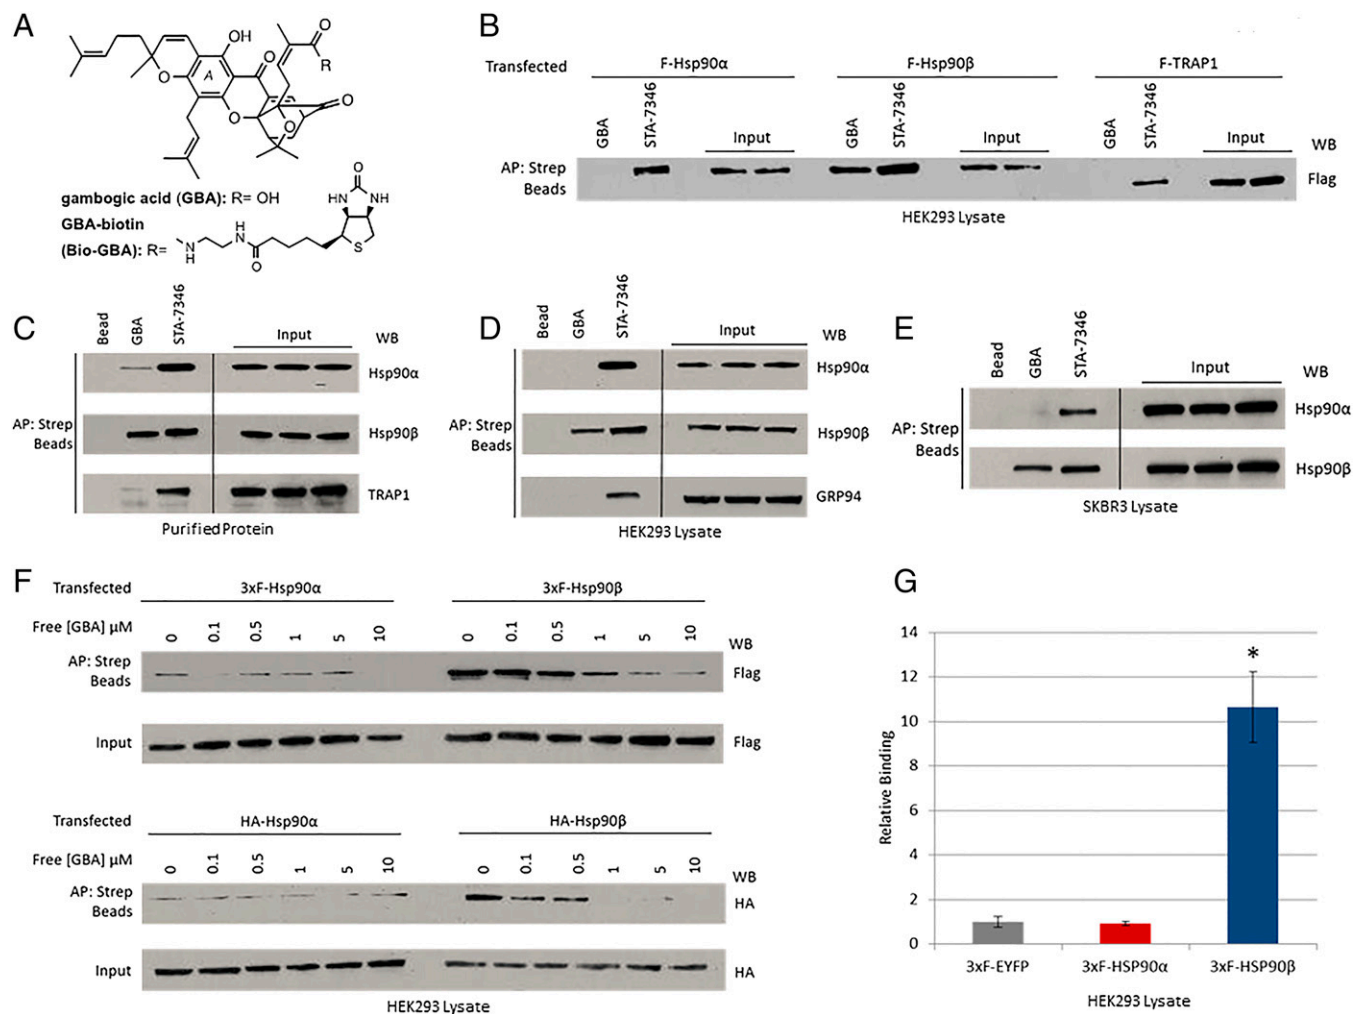 A
OH
O
O
R
A
O
O
O
O
gambogic acid (GBA): R= OH
GBA-biotin
(Bio-GBA): R=
N
H
H
N
O
O
HN
NH
S
B
Transfected
F-Hsp90α
F-Hsp90β
F-TRAP1
GBA
STA-7346
Input
GBA
STA-7346
Input
GBA
STA-7346
Input
WB
AP: Strep
Beads
Flag
HEK293 Lysate
C
Bead
GBA
STA-7346
Input
WB
Hsp90α
AP: Strep
Beads
Hsp90β
TRAP1
Purified Protein
D
Bead
GBA
STA-7346
Input
WB
Hsp90α
AP: Strep
Beads
Hsp90β
GRP94
HEK293 Lysate
E
Bead
GBA
STA-7346
Input
WB
Hsp90α
AP: Strep
Beads
Hsp90β
SKBR3 Lysate
F
Transfected
3xF-Hsp90α
3xF-Hsp90β
Free [GBA] μM
0 0.1 0.5 1 5 10
0 0.1 0.5 1 5 10
WB
AP: Strep
Beads
Flag
Input
Flag
Transfected
HA-Hsp90α
HA-Hsp90β
Free [GBA] μM
0 0.1 0.5 1 5 10
0 0.1 0.5 1 5 10
WB
AP: Strep
Beads
HA
Input
HA
HEK293 Lysate
G
Relative Binding
14
12
10
8
6
4
2
0
*
3xF-EYFP
3xF-HSP90α
3xF-HSP90β
HEK293 Lysate